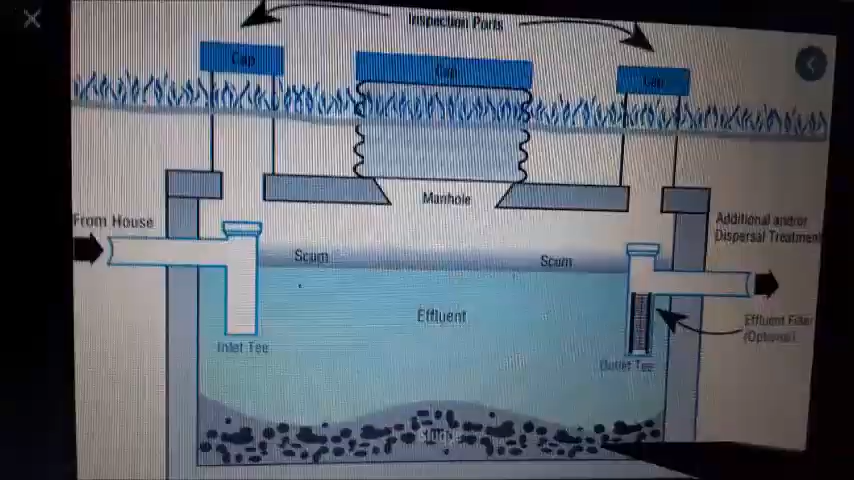 Inspection Ports
Cap
Cap
Cap
Manhole
From House
Additional and/or
Dispersal Treatment
Scum
Scum
Effluent
Effluent Filter
(Optional)
Inlet Tee
Outlet Tee
Sludge